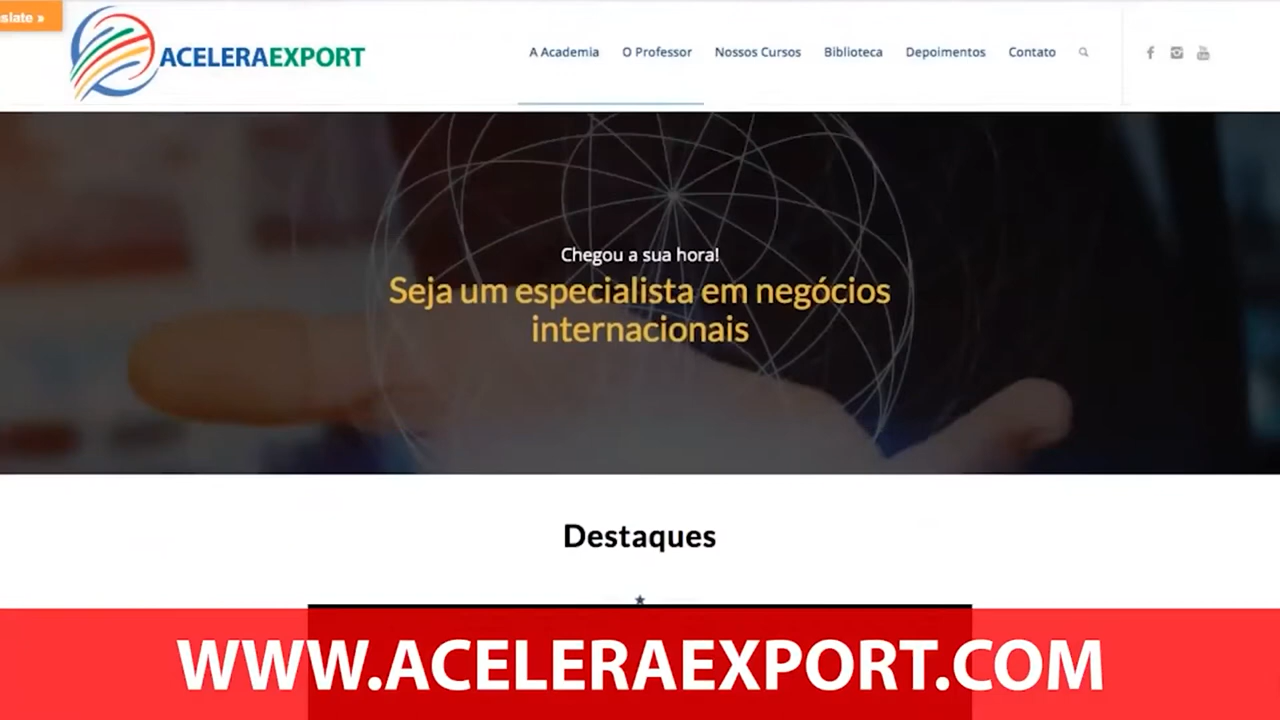 slate »
ACELERAEXPORT
A Academia O Professor Nossos Cursos Biblioteca Depoimentos Contato
Chegou a sua hora!
Seja um especialista em negócios
internacionais
Destaques
WWW.ACELERAEXPORT.COM